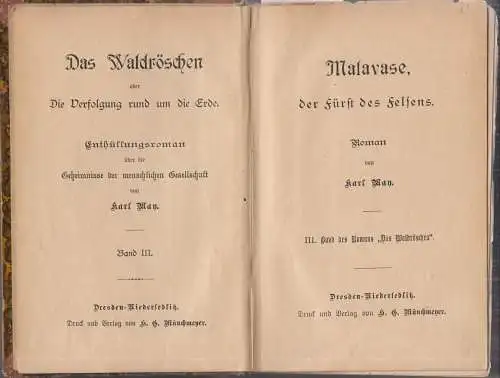 Das Waldröschen
oder
Die Verfolgung rund um die Erde.
Enthüllungsroman
über die
Geheimnisse der menschlichen Gesellschaft
von
Karl May.
Band III.
Dresden-Niedersedlitz.
Druck und Verlag von H. G. Münchmeyer.
Matavase,
der Fürst des Felsens.
Roman
von
Karl May.
III. Band des Romans „Das Waldröschen“.
Dresden-Niedersedlitz.
Druck und Verlag von H. G. Münchmeyer.